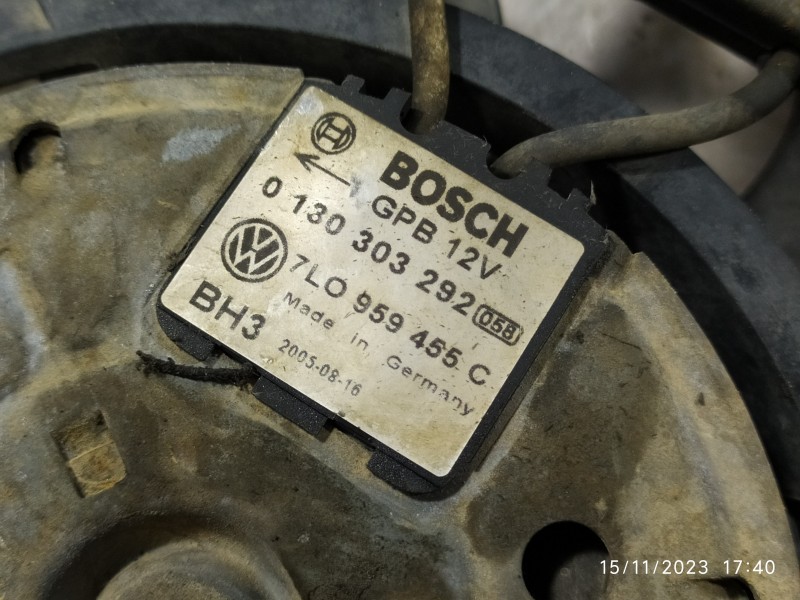 BOSCH
GPB 12V
0 130 303 292 058
7L0 959 455 C
Made in Germany
BH3 2005-08-16
15/11/2023 17:40